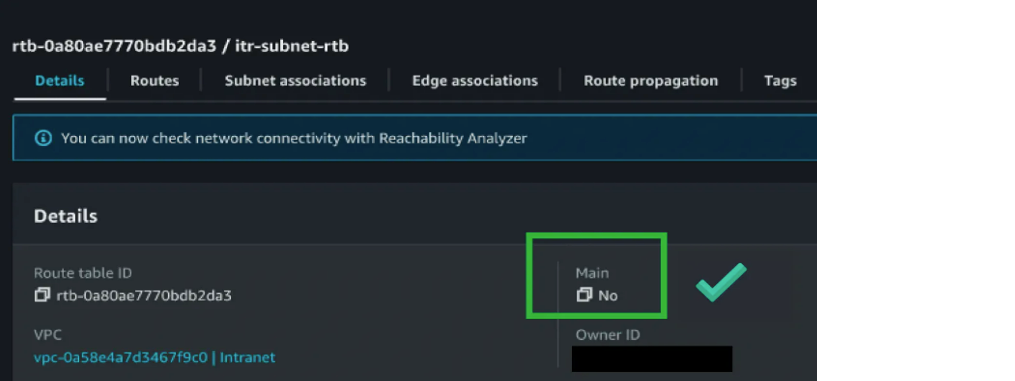 rtb-0a80ae7770bdb2da3 / itr-subnet-rtb
Details Routes Subnet associations Edge associations Route propagation Tags
You can now check network connectivity with Reachability Analyzer
Details
Route table ID
rtb-0a80ae7770bdb2da3
Main
No
VPC
vpc-0a58e4a7d3467f9c0 | Intranet
Owner ID